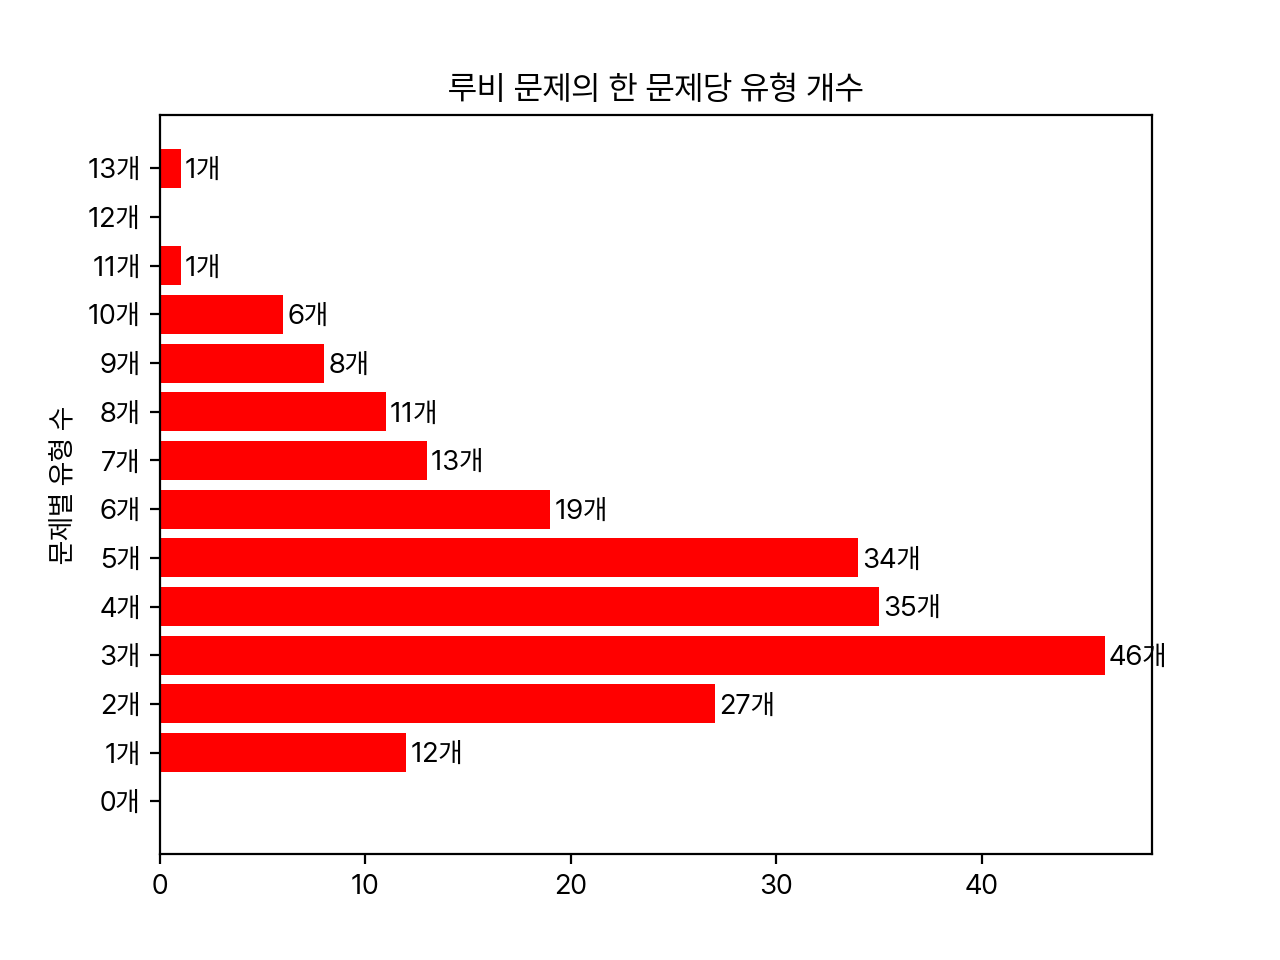 루비 문제의 한 문제당 유형 개수
문제별 유형 수
13개 1개
12개
11개 1개
10개 6개
9개 8개
8개 11개
7개 13개
6개 19개
5개 34개
4개 35개
3개 46개
2개 27개
1개 12개
0개
0 10 20 30 40